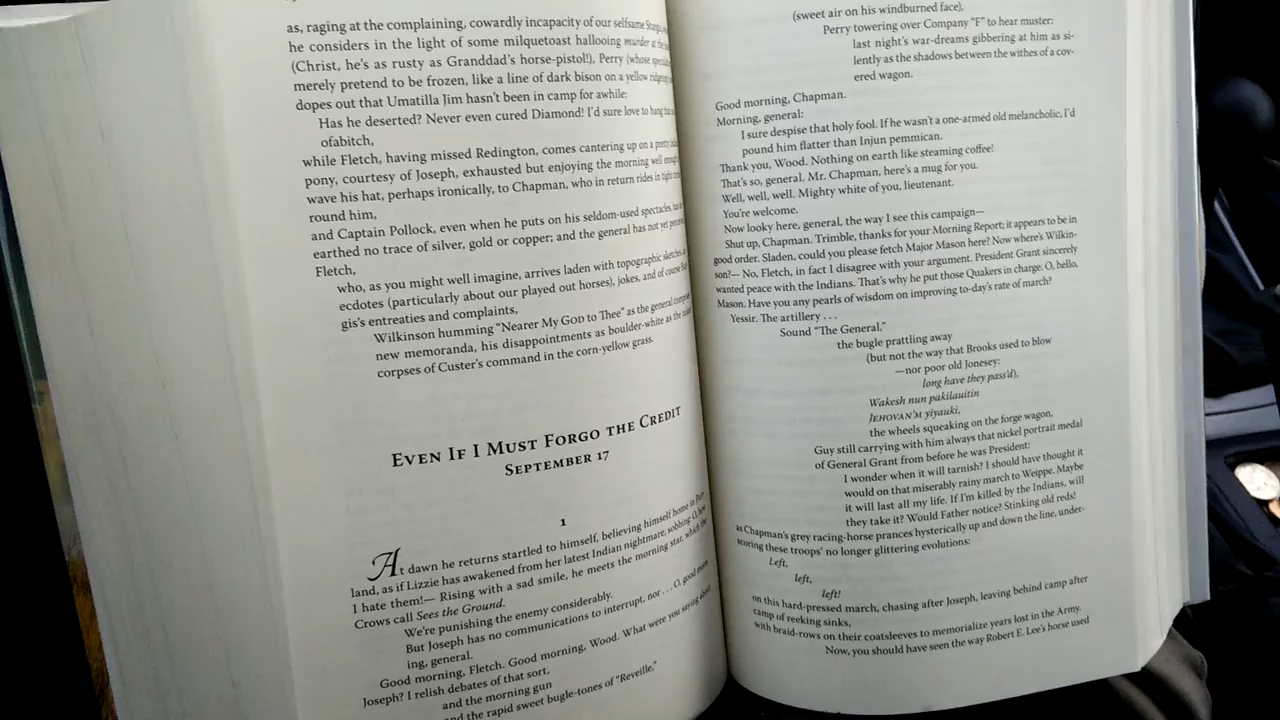 as, raging at the complaining, cowardly incapacity of our selfsame Sturgis
he considers in the light of some milquetoast hallooing murder at the
(Christ, he's as rusty as Granddad's horse-pistol!), Perry (whose
merely pretend to be frozen, like a line of dark bison on a yellow
dopes out that Umatilla Jim hasn't been in camp for awhile:
Has he deserted? Never even cured Diamond! I'd sure love to hang that
ofabitch,
while Fletch, having missed Redington, comes cantering up on a pretty
pony, courtesy of Joseph, exhausted but enjoying the morning well enough
wave his hat, perhaps ironically, to Chapman, who in return rides in tight
round him,
and Captain Pollock, even when he puts on his seldom-used spectacles, has
earthed no trace of silver, gold or copper; and the general has not yet
Fletch,
who, as you might well imagine, arrives laden with topographic sketches,
ecdotes (particularly about our played out horses), jokes, and of course
gis's entreaties and complaints,
Wilkinson humming “Nearer My God to Thee” as the general
new memoranda, his disappointments as boulder-white as the
corpses of Custer's command in the corn-yellow grass.
Even If I Must Forgo the Credit
September 17
1
At dawn he returns startled to himself, believing himself home in
land, as if Lizzie has awakened from her latest Indian nightmare, sobbing O, how
I hate them!— Rising with a sad smile, he meets the morning star, which the
Crows call Sees the Ground.
We're punishing the enemy considerably.
But Joseph has no communications to interrupt, nor . . . O, good
ing, general.
Good morning, Fletch. Good morning, Wood. What were you saying about
Joseph? I relish debates of that sort,
and the morning gun
and the rapid sweet bugle-tones of “Reveille,”
(sweet air on his windburned face),
Perry towering over Company “F” to hear muster:
last night's war-dreams gibbering at him as si-
lently as the shadows between the withes of a cov-
ered wagon.
Good morning, Chapman.
Morning, general:
I sure despise that holy fool. If he wasn't a one-armed old melancholic, I'd
pound him flatter than Injun pemmican.
Thank you, Wood. Nothing on earth like steaming coffee!
That's so, general. Mr. Chapman, here's a mug for you.
Well, well, well. Mighty white of you, lieutenant.
You're welcome.
Now looky here, general, the way I see this campaign—
Shut up, Chapman. Trimble, thanks for your Morning Report; it appears to be in
good order. Sladen, could you please fetch Major Mason here? Now where's Wilkin-
son?— No, Fletch, in fact I disagree with your argument. President Grant sincerely
wanted peace with the Indians. That's why he put those Quakers in charge. O, hello,
Mason. Have you any pearls of wisdom on improving to-day's rate of march?
Yessir. The artillery . . .
Sound “The General,”
the bugle prattling away
(but not the way that Brooks used to blow
—nor poor old Jonesey:
long have they pass'd),
Wakesh nun pakilauitin
JEHOVAN'M yiyauki,
the wheels squeaking on the forge wagon,
Guy still carrying with him always that nickel portrait medal
of General Grant from before he was President:
I wonder when it will tarnish? I should have thought it
would on that miserably rainy march to Weippe. Maybe
it will last all my life. If I'm killed by the Indians, will
they take it? Would Father notice? Stinking old reds!
as Chapman's grey racing-horse prances hysterically up and down the line, under-
scoring these troops' no longer glittering evolutions:
Left,
left,
left!
on this hard-pressed march, chasing after Joseph, leaving behind camp after
camp of reeking sinks,
with braid-rows on their coatsleeves to memorialize years lost in the Army.
Now, you should have seen the way Robert E. Lee's horse used